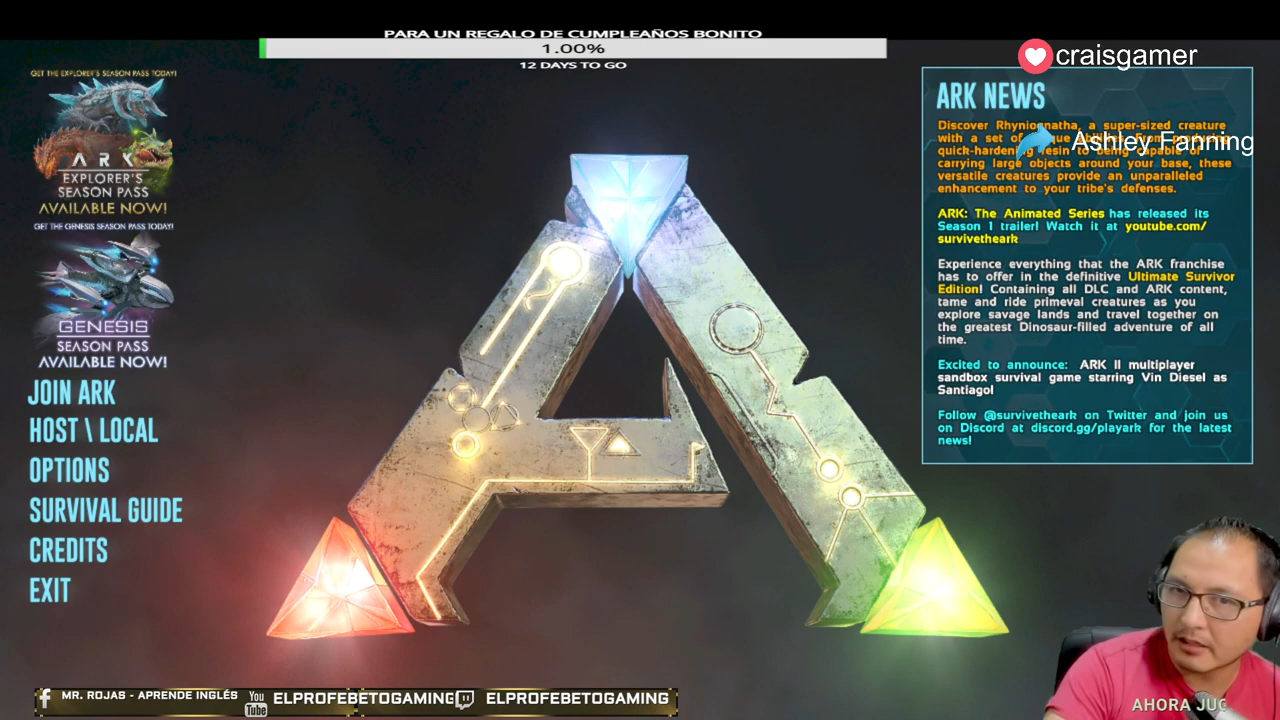 PARA UN REGALO DE CUMPLEAÑOS BONITO
1.00%
12 DAYS TO GO
craisgamer
Ashley Fanning
GET THE EXPLORER'S SEASON PASS TODAY!
ARK
EXPLORER'S
SEASON PASS
AVAILABLE NOW!
GET THE GENESIS SEASON PASS TODAY!
GENESIS
SEASON PASS
AVAILABLE NOW!
JOIN ARK
HOST \ LOCAL
OPTIONS
SURVIVAL GUIDE
CREDITS
EXIT
ARK NEWS
Discover Rhyniognatha, a super-sized creature
with a set of From producing
quick-hardening resin to being capable of
carrying large objects around your base, these
versatile creatures provide an unparalleled
enhancement to your tribe's defenses.
ARK: The Animated Series has released its
Season 1 trailer! Watch it at youtube.com/
survivetheark
Experience everything that the ARK franchise
has to offer in the definitive Ultimate Survivor
Edition! Containing all DLC and ARK content,
tame and ride primeval creatures as you
explore savage lands and travel together on
the greatest Dinosaur-filled adventure of all
time.
Excited to announce: ARK II multiplayer
sandbox survival game starring Vin Diesel as
Santiago!
Follow @survivetheark on Twitter and join us
on Discord at discord.gg/playark for the latest
news!
MR. ROJAS - APRENDE INGLÉS
You
Tube
ELPROFEBETOGAMING
ELPROFEBETOGAMING
AHORA JUG